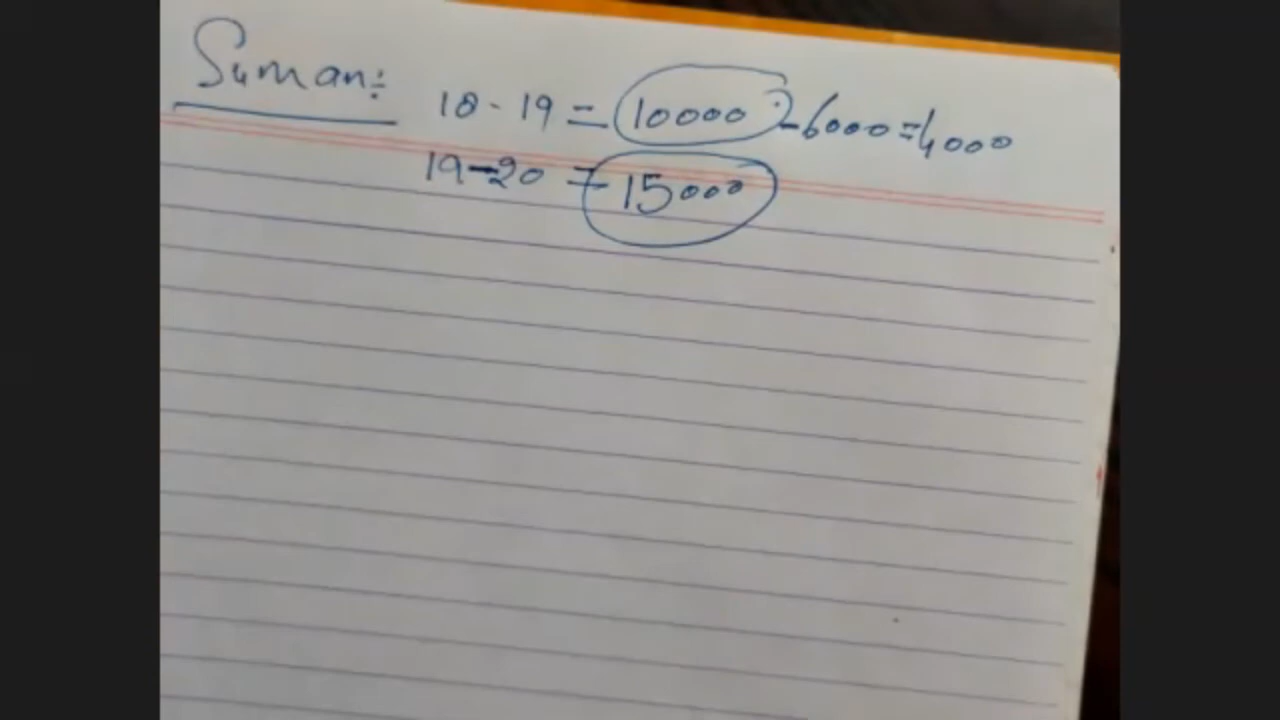 Suman:
18-19 = 10000 - 6000 = 4000
19-20 = 15000